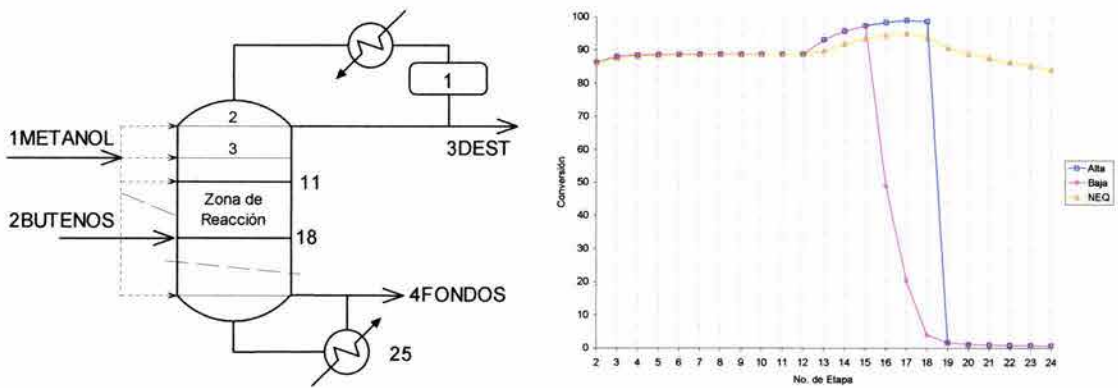 1
2
1METANOL
3
3DEST
11
Zona de
Reacción
2BUTENOS
18
4FONDOS
25
100
90
80
70
60
50
40
30
20
10
0
Conversión
2 3 4 5 6 7 8 9 10 11 12 13 14 15 16 17 18 19 20 21 22 23 24
No. de Etapa
Alta
Baja
NEQ